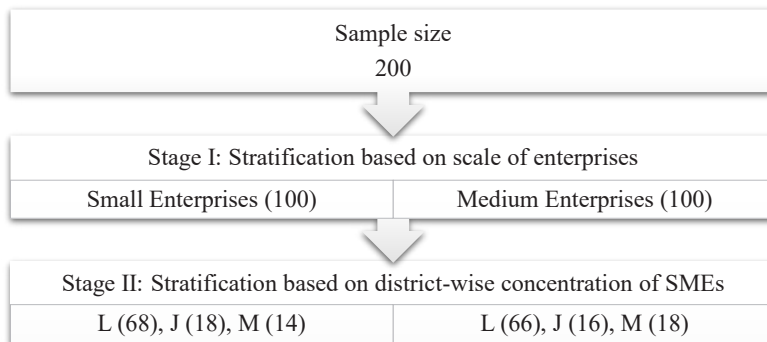 Sample size
200
Stage I: Stratification based on scale of enterprises
Small Enterprises (100)
Medium Enterprises (100)
Stage II: Stratification based on district-wise concentration of SMEs
L (68), J (18), M (14)
L (66), J (16), M (18)